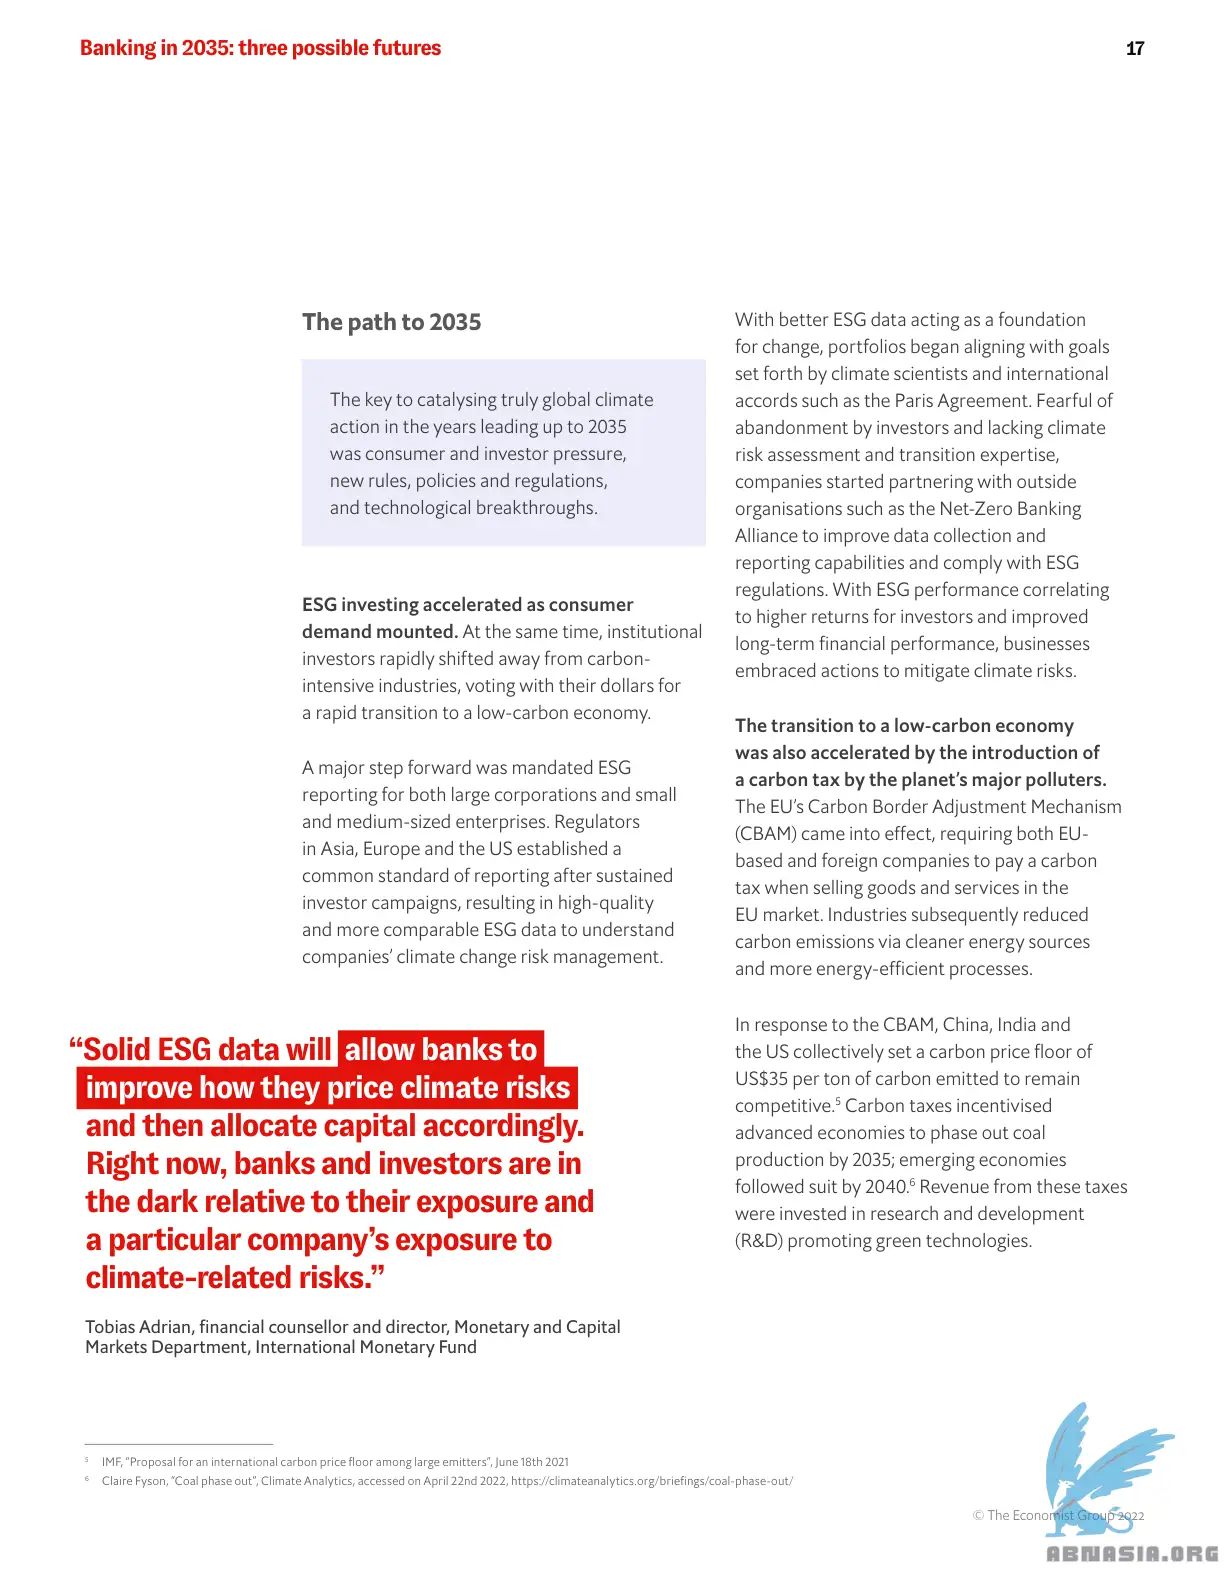 Banking in 2035: three possible futures
17
The path to 2035
The key to catalysing truly global climate
action in the years leading up to 2035
was consumer and investor pressure,
new rules, policies and regulations,
and technological breakthroughs.
ESG investing accelerated as consumer
demand mounted. At the same time, institutional
investors rapidly shifted away from carbon-
intensive industries, voting with their dollars for
a rapid transition to a low-carbon economy.
A major step forward was mandated ESG
reporting for both large corporations and small
and medium-sized enterprises. Regulators
in Asia, Europe and the US established a
common standard of reporting after sustained
investor campaigns, resulting in high-quality
and more comparable ESG data to understand
companies’ climate change risk management.
“Solid ESG data will allow banks to
improve how they price climate risks
and then allocate capital accordingly.
Right now, banks and investors are in
the dark relative to their exposure and
a particular company’s exposure to
climate-related risks.”
Tobias Adrian, financial counsellor and director, Monetary and Capital
Markets Department, International Monetary Fund
With better ESG data acting as a foundation
for change, portfolios began aligning with goals
set forth by climate scientists and international
accords such as the Paris Agreement. Fearful of
abandonment by investors and lacking climate
risk assessment and transition expertise,
companies started partnering with outside
organisations such as the Net-Zero Banking
Alliance to improve data collection and
reporting capabilities and comply with ESG
regulations. With ESG performance correlating
to higher returns for investors and improved
long-term financial performance, businesses
embraced actions to mitigate climate risks.
The transition to a low-carbon economy
was also accelerated by the introduction of
a carbon tax by the planet’s major polluters.
The EU’s Carbon Border Adjustment Mechanism
(CBAM) came into effect, requiring both EU-
based and foreign companies to pay a carbon
tax when selling goods and services in the
EU market. Industries subsequently reduced
carbon emissions via cleaner energy sources
and more energy-efficient processes.
In response to the CBAM, China, India and
the US collectively set a carbon price floor of
US$35 per ton of carbon emitted to remain
competitive.⁵ Carbon taxes incentivised
advanced economies to phase out coal
production by 2035; emerging economies
followed suit by 2040.⁶ Revenue from these taxes
were invested in research and development
(R&D) promoting green technologies.
⁵ IMF, “Proposal for an international carbon price floor among large emitters”, June 18th 2021
⁶ Claire Fyson, “Coal phase out”, Climate Analytics, accessed on April 22nd 2022, https://climateanalytics.org/briefings/coal-phase-out/
© The Economist Group 2022
ABNASIA.ORG